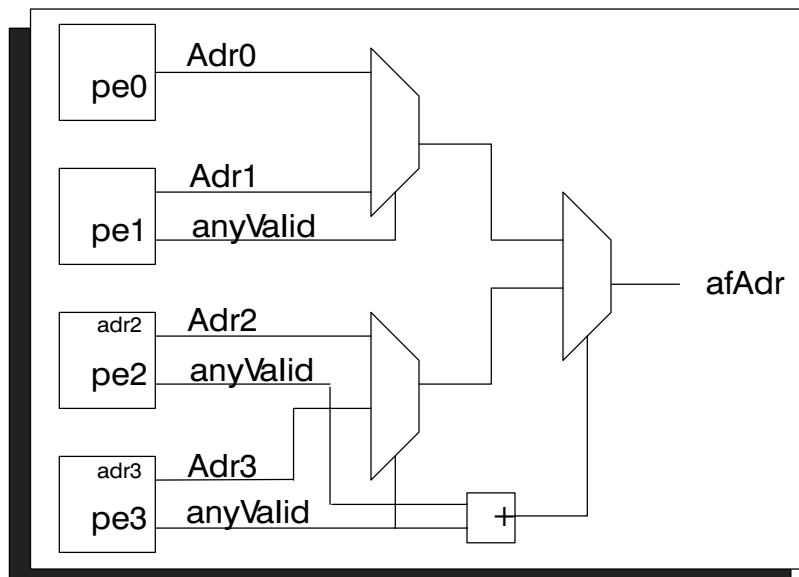 Adr0
pe0
Adr1
pe1
anyValid
afAdr
adr2
Adr2
pe2
anyValid
adr3
Adr3
pe3
anyValid
+